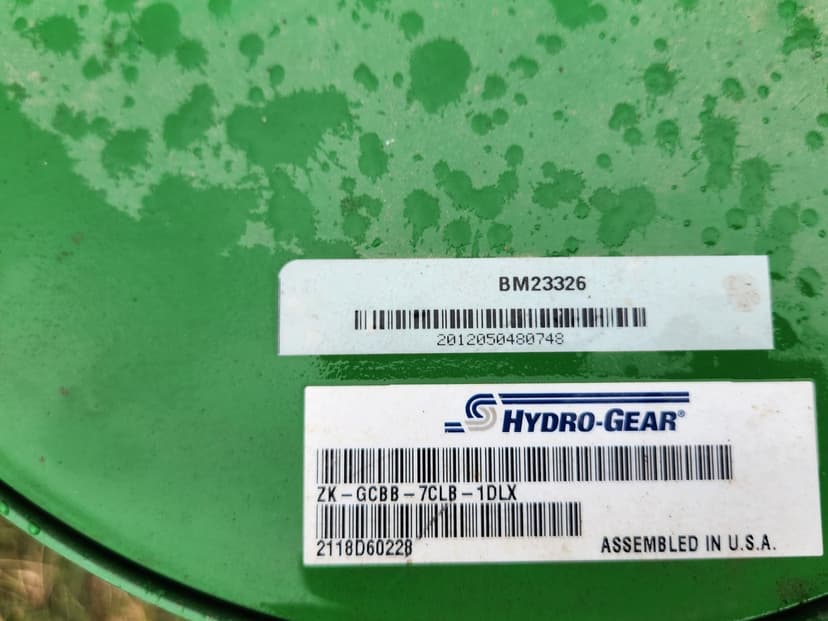 BM23326
2012050480748
HYDRO-GEAR®
ZK-GCBB-7CLB-1DLX
2118D60228
ASSEMBLED IN U.S.A.